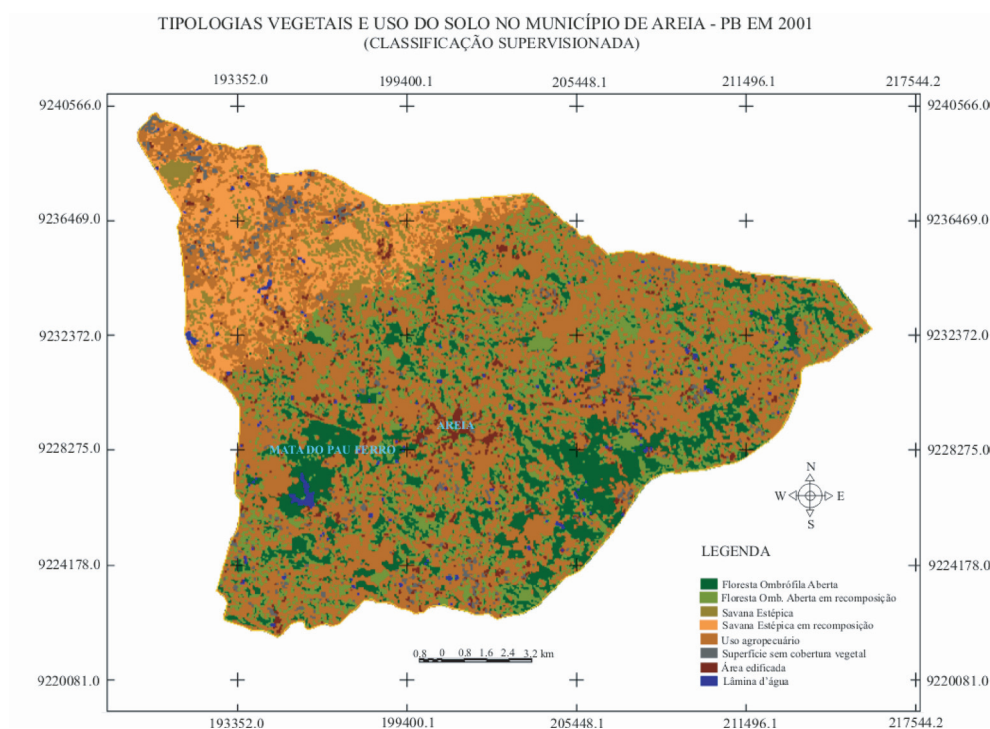 TIPOLOGIAS VEGETAIS E USO DO SOLO NO MUNICÍPIO DE AREIA - PB EM 2001
(CLASSIFICAÇÃO SUPERVISIONADA)
193352.0 199400.1 205448.1 211496.1 217544.2
9240566.0 9240566.0
9236469.0 9236469.0
9232372.0 9232372.0
AREIA
MATA DO PAU FERRO
9228275.0 9228275.0
N
W E
S
LEGENDA
9224178.0 9224178.0
Floresta Ombrófila Aberta
Floresta Omb. Aberta em recomposição
Savana Estépica
Savana Estépica em recomposição
Uso agropecuário
Superfície sem cobertura vegetal
Área edificada
Lâmina d'água
0,8 0 0,8 1,6 2,4 3,2 km
9220081.0 9220081.0
193352.0 199400.1 205448.1 211496.1 217544.2